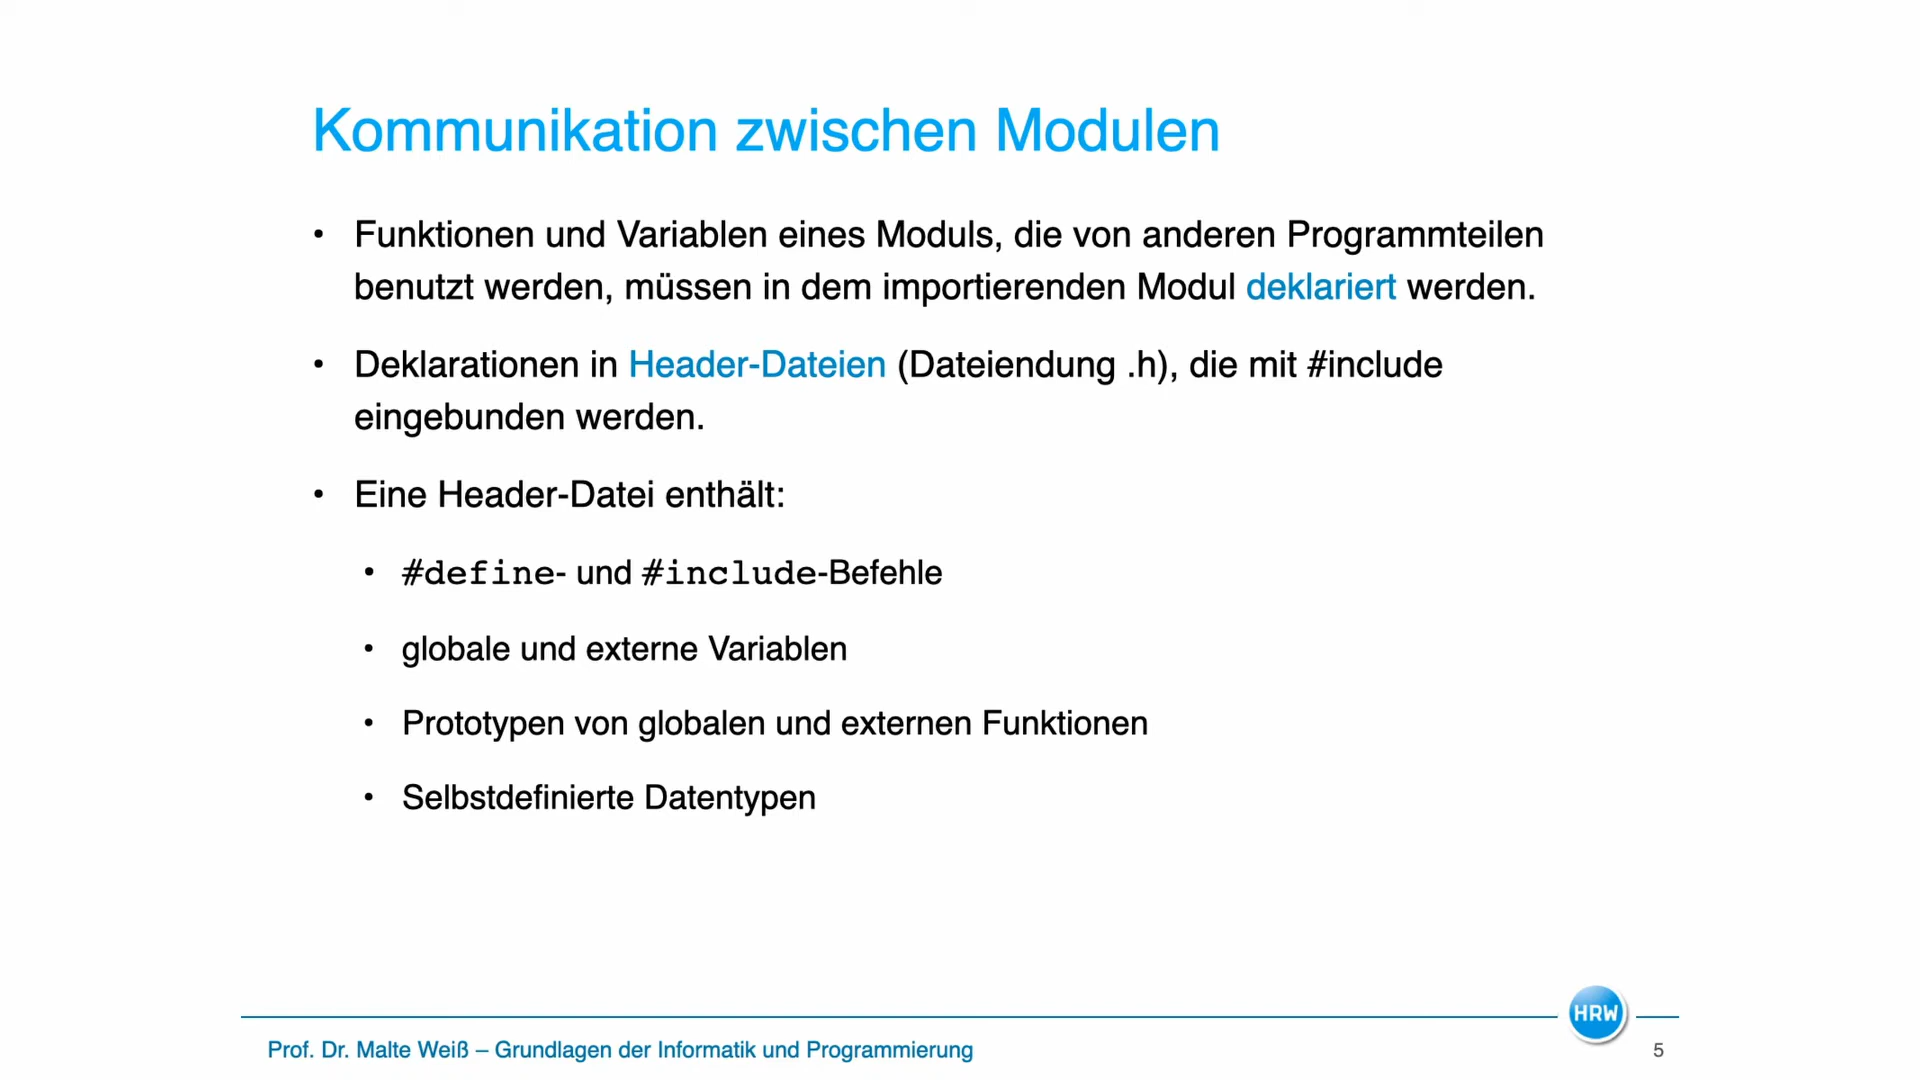 Kommunikation zwischen Modulen
• Funktionen und Variablen eines Moduls, die von anderen Programmteilen
benutzt werden, müssen in dem importierenden Modul deklariert werden.
• Deklarationen in Header-Dateien (Dateiendung .h), die mit #include
eingebunden werden.
• Eine Header-Datei enthält:
• #define- und #include-Befehle
• globale und externe Variablen
• Prototypen von globalen und externen Funktionen
• Selbstdefinierte Datentypen
HRW
Prof. Dr. Malte Weiß – Grundlagen der Informatik und Programmierung
5